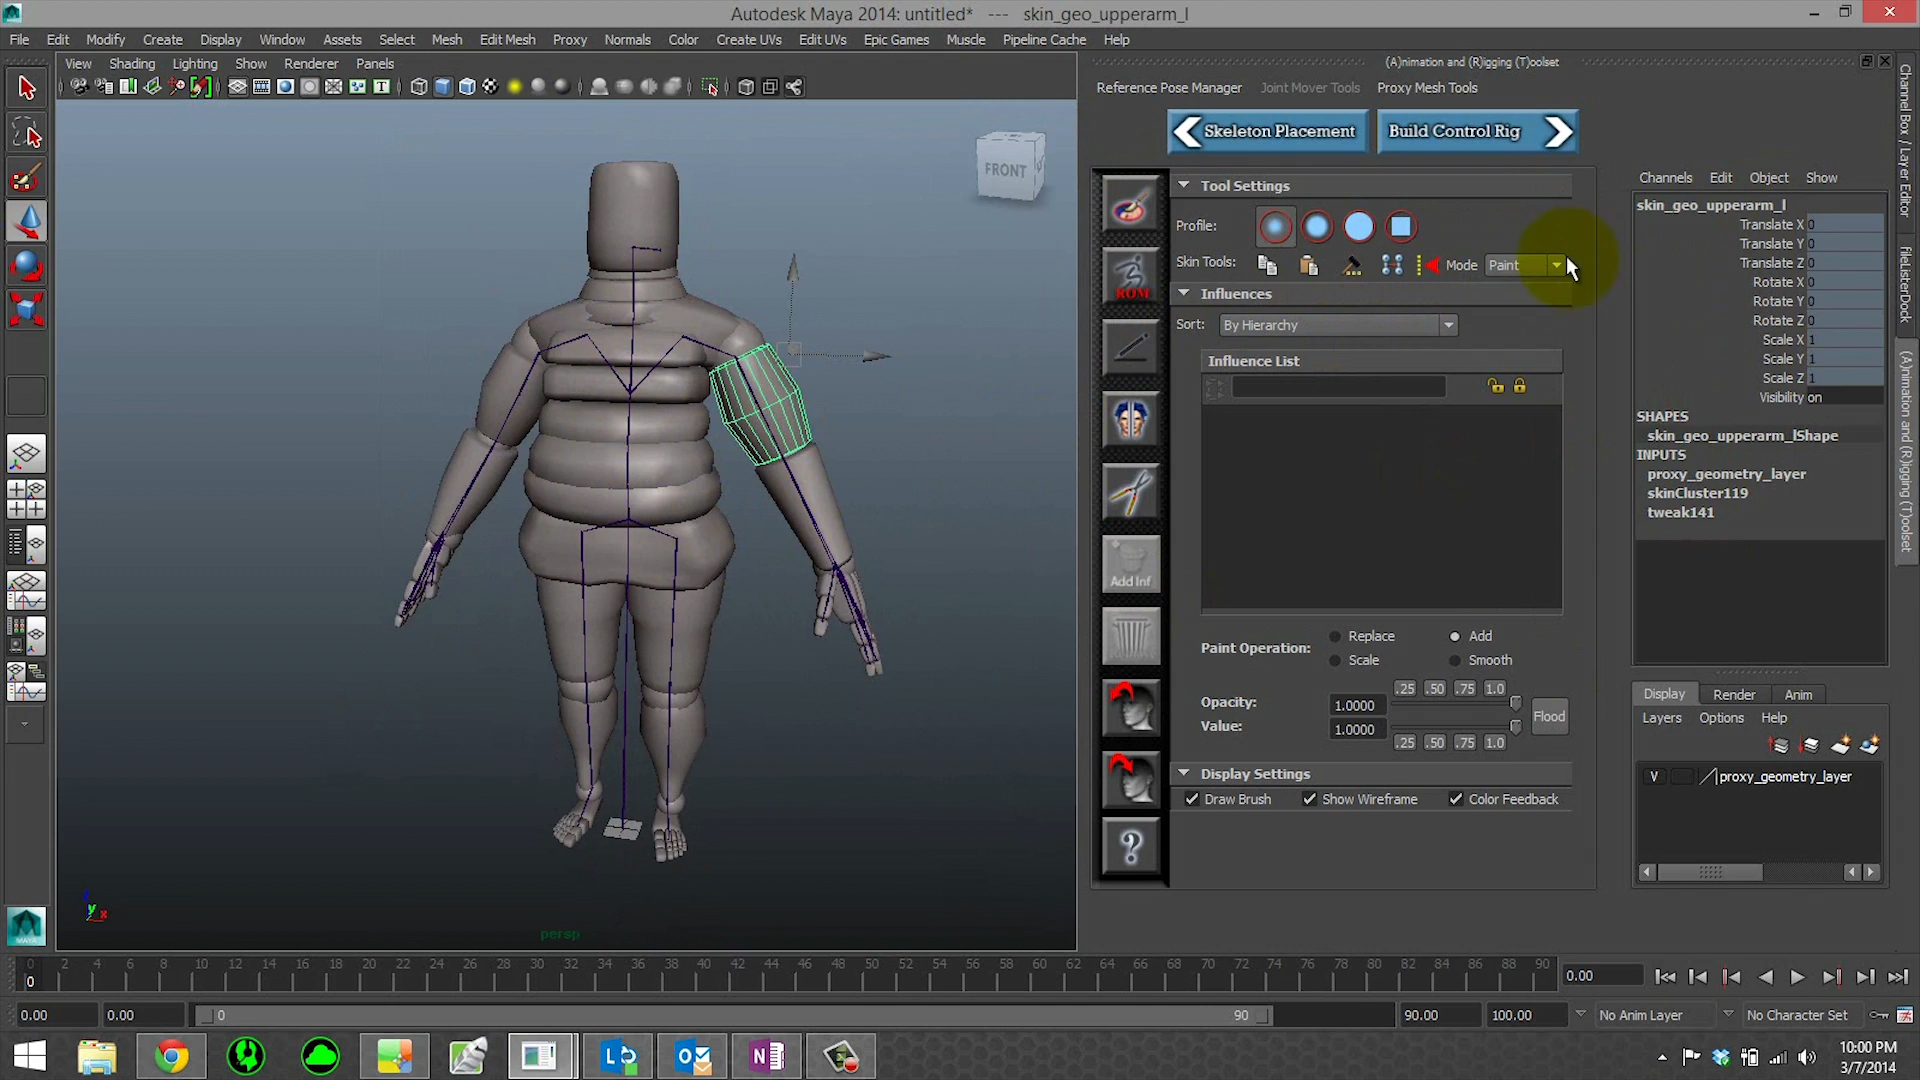 Autodesk Maya 2014: untitled* --- skin_geo_upperarm_l
File Edit Modify Create Display Window Assets Select Mesh Edit Mesh Proxy Normals Color Create UVs Edit UVs Epic Games Muscle Pipeline Cache Help
View Shading Lighting Show Renderer Panels
(A)nimation and (R)igging (T)oolset
Reference Pose Manager Joint Mover Tools Proxy Mesh Tools
Skeleton Placement Build Control Rig
FRONT
persp
Tool Settings
Profile:
Skin Tools: Mode Paint
Influences
Sort: By Hierarchy
Influence List
ROM
Add Inf
Paint Operation: Replace Add
Scale Smooth
.25 .50 .75 1.0
Opacity: 1.0000
Value: 1.0000
Flood
.25 .50 .75 1.0
Display Settings
Draw Brush Show Wireframe Color Feedback
?
Channels Edit Object Show
skin_geo_upperarm_l
Translate X 0
Translate Y 0
Translate Z 0
Rotate X 0
Rotate Y 0
Rotate Z 0
Scale X 1
Scale Y 1
Scale Z 1
Visibility on
SHAPES
skin_geo_upperarm_lShape
INPUTS
proxy_geometry_layer
skinCluster119
tweak141
Display Render Anim
Layers Options Help
V proxy_geometry_layer
Channel Box / Layer Editor
fileListerDock
(A)nimation and (R)igging (T)oolset
MAYA
y x
0 2 4 6 8 10 12 14 16 18 20 22 24 26 28 30 32 34 36 38 40 42 44 46 48 50 52 54 56 58 60 62 64 66 68 70 72 74 76 78 80 82 84 86 88 90
0
0.00
0.00 0.00 0 90 90.00 100.00 No Anim Layer No Character Set
10:00 PM
3/7/2014